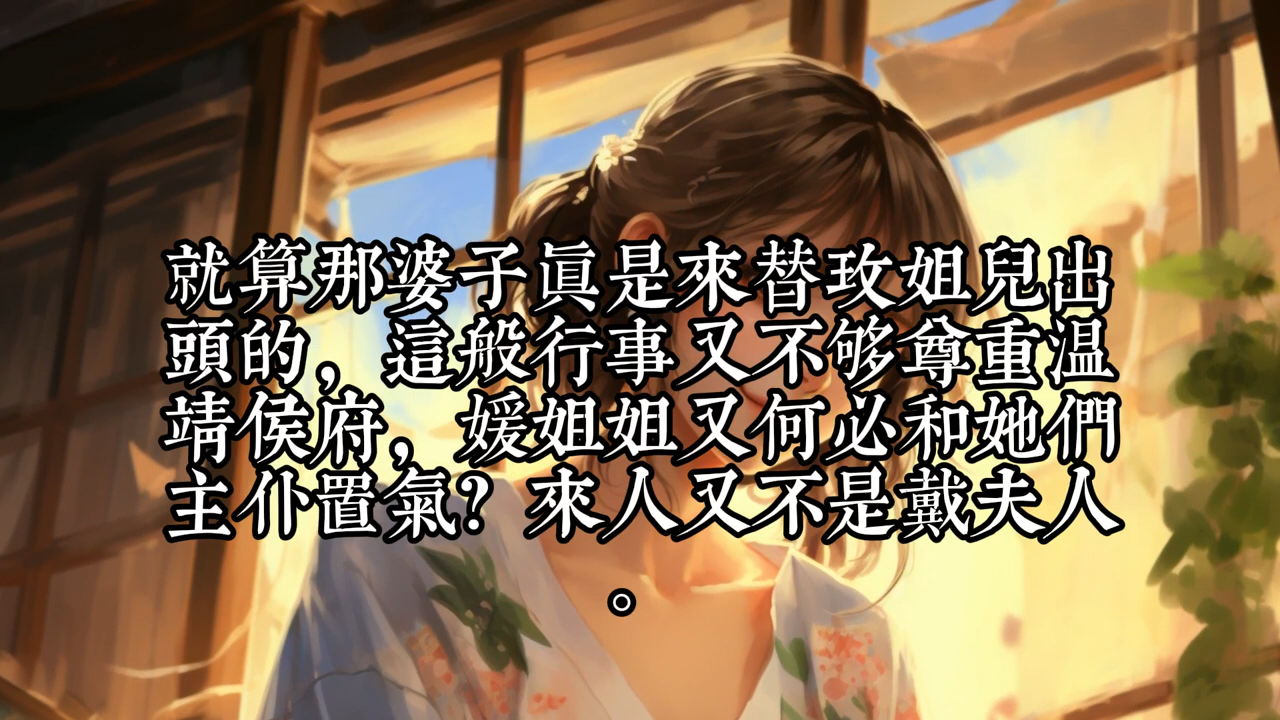 就算那婆子眞是來替玫姐兒出
頭的，這般行事又不够尊重温
靖侯府，媛姐姐又何必和她們
主仆置氣？來人又不是戴夫人
。